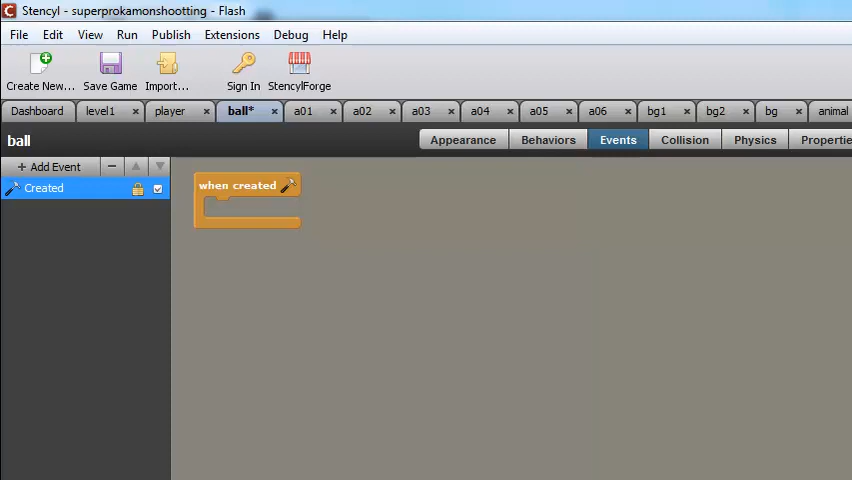 Stencyl - superprokamonshootting - Flash
File Edit View Run Publish Extensions Debug Help
Create New... Save Game Import... Sign In StencylForge
Dashboard level1 player ball* a01 a02 a03 a04 a05 a06 bg1 bg2 bg animal
ball Appearance Behaviors Events Collision Physics Propertie
+ Add Event
Created
when created